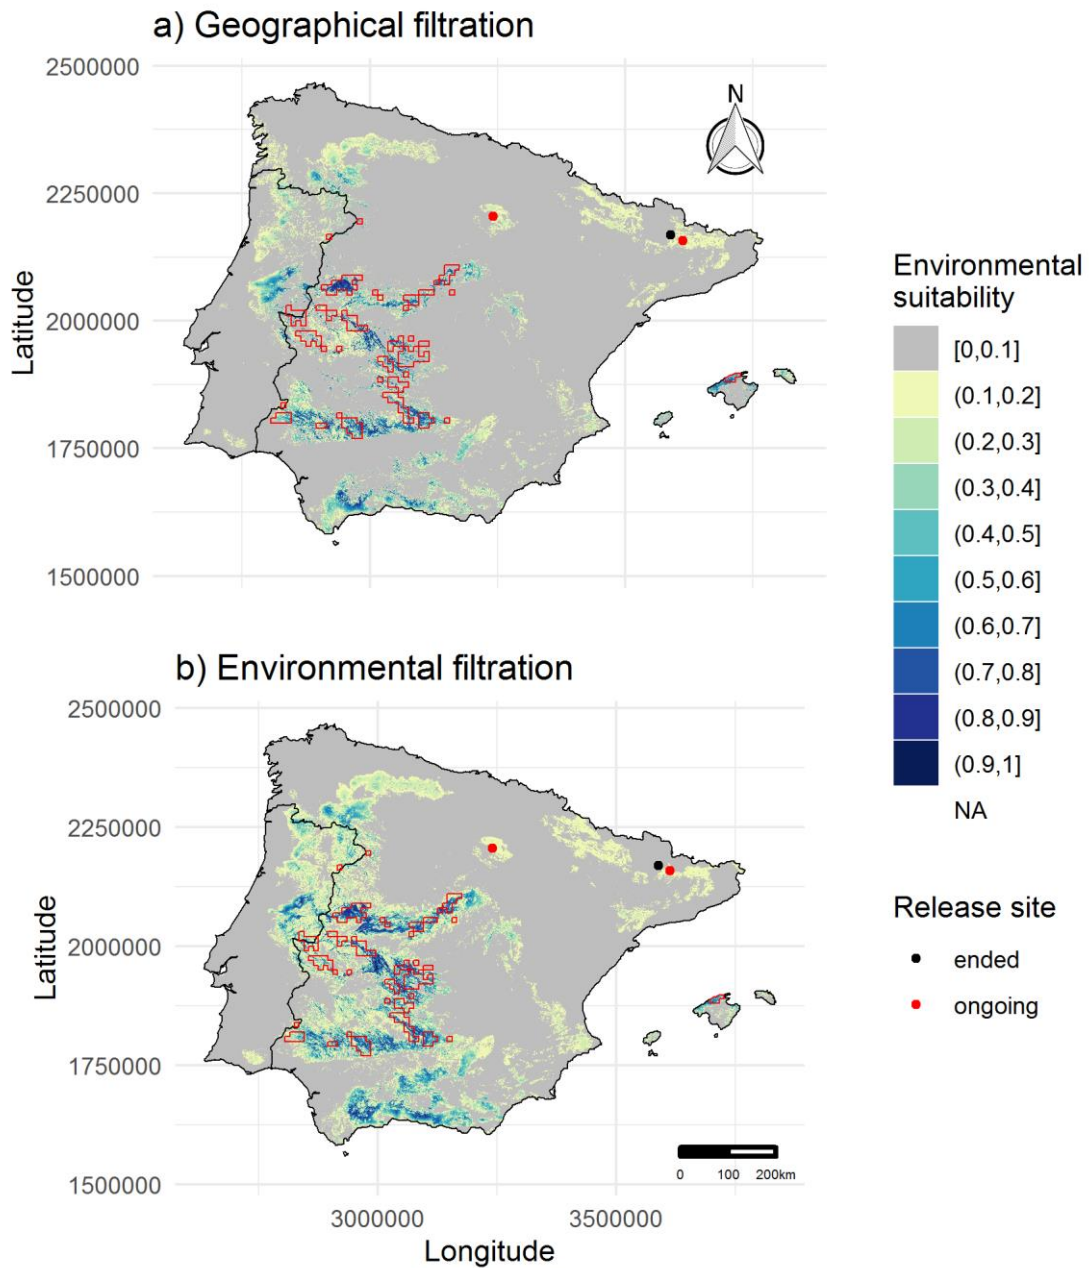 a) Geographical filtration
2500000
2250000
2000000
1750000
1500000
Latitude
N
b) Environmental filtration
2500000
2250000
2000000
1750000
1500000
Latitude
0 100 200km
3000000 3500000
Longitude
Environmental
suitability
[0,0.1]
(0.1,0.2]
(0.2,0.3]
(0.3,0.4]
(0.4,0.5]
(0.5,0.6]
(0.6,0.7]
(0.7,0.8]
(0.8,0.9]
(0.9,1]
NA
Release site
ended
ongoing